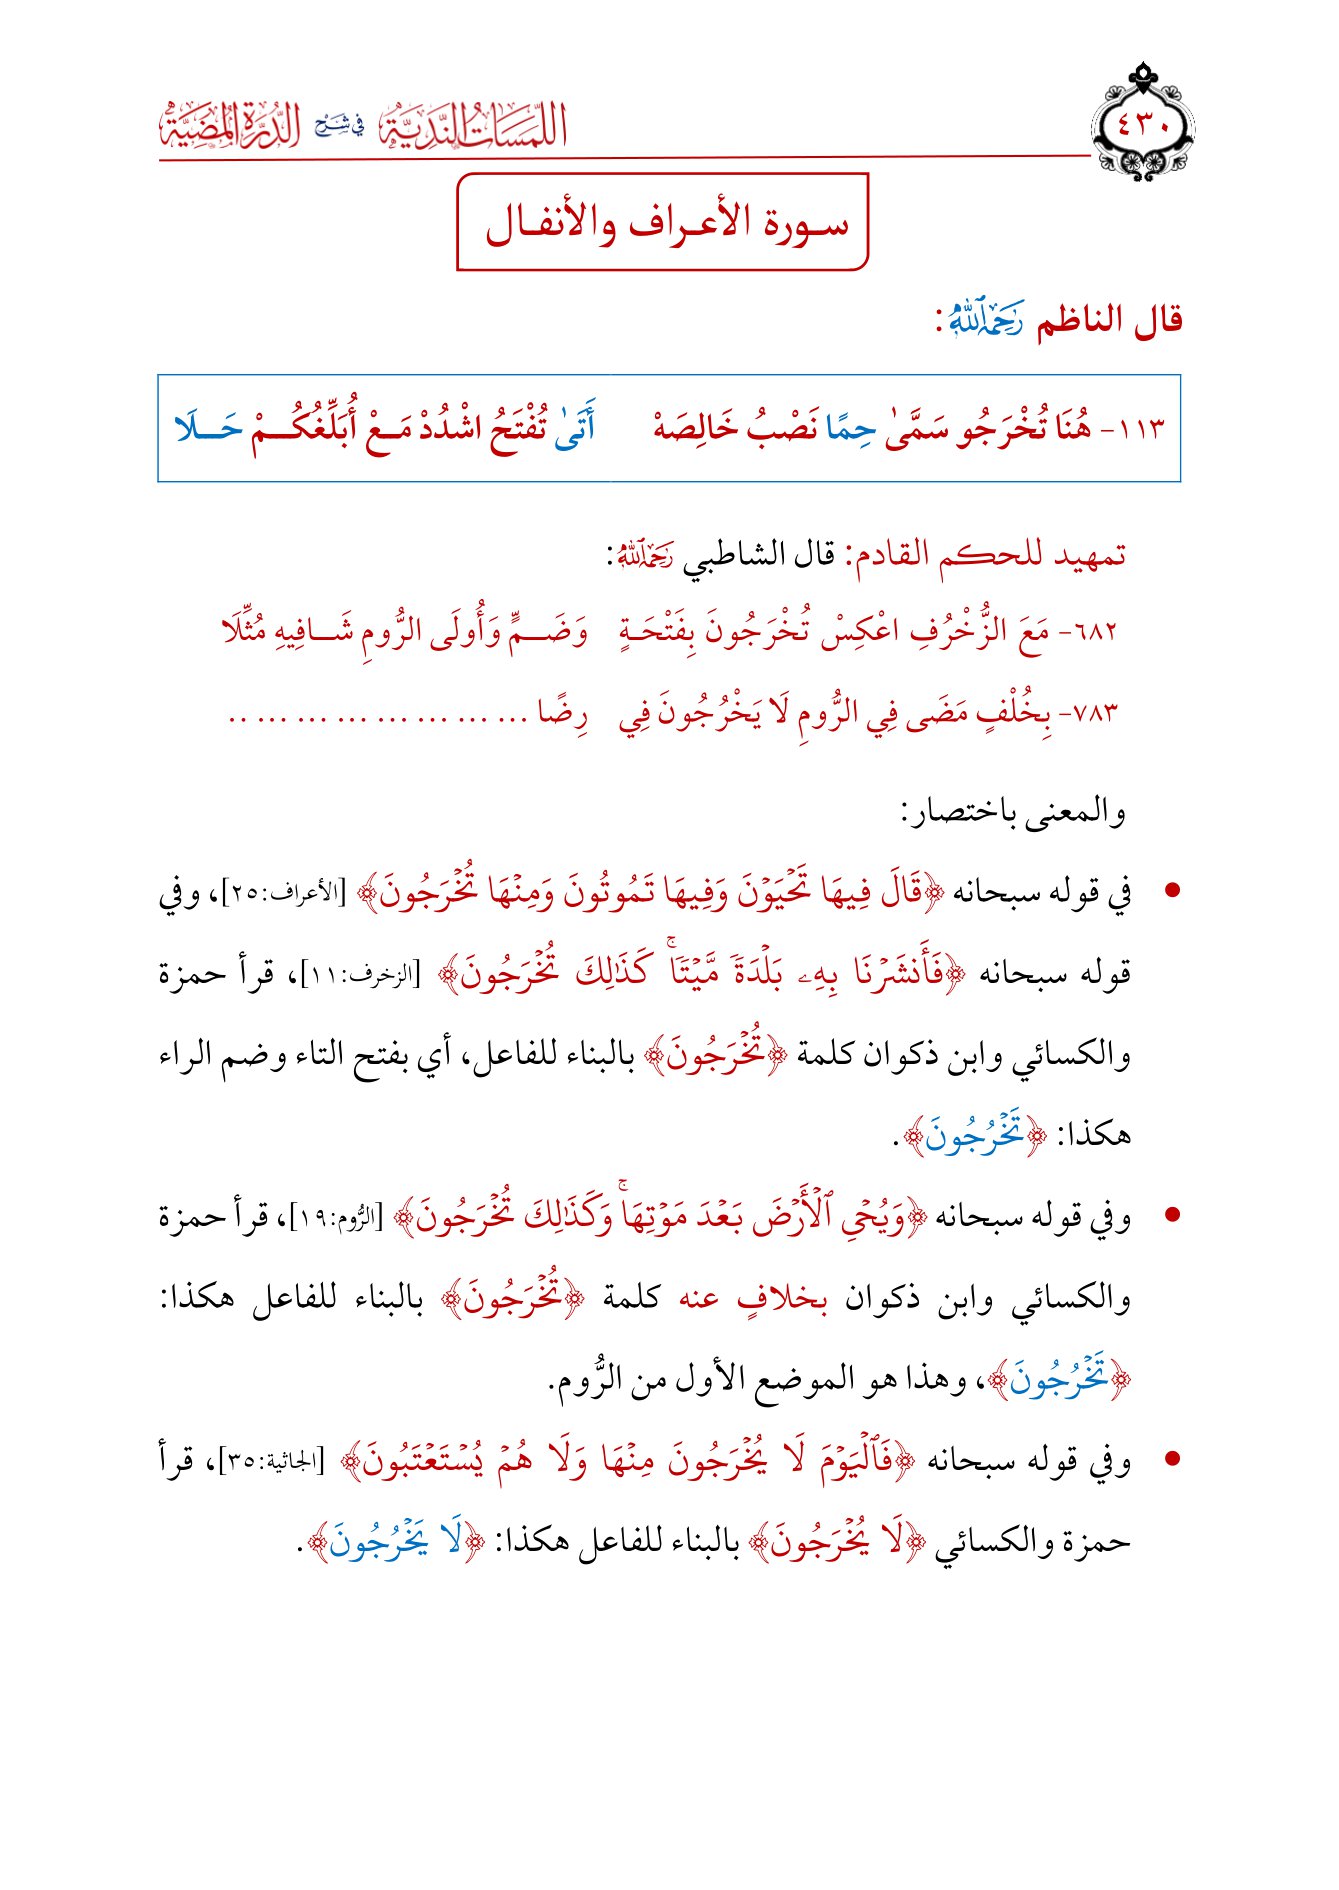 ٤٣٠
اللمسات الندية في شرح الدرة المضية
سورة الأعراف والأنفال
قال الناظم رحمه الله:
١١٣- هُنَا تُخْرَجُو سَمَّىٰ حِمًا نَصْبُ خَالِصَهْ أَتَىٰ تُفْتَحُ اشْدُدْ مَعْ أُبَلِّغُكُمْ حَلَا
تمهيد للحكم القادم: قال الشاطبي رحمه الله:
٦٨٢- مَعَ الزُّخْرُفِ اعْكِسْ تُخْرَجُونَ بِفَتْحَةٍ وَضَمٍّ وَأُولَى الرُّومِ شَافِيهِ مُثِّلَا
٧٨٣- بِخُلْفٍ مَضَى فِي الرُّومِ لَا يَخْرُجُونَ فِي رِضًا ... ... ... ... ... ... ... ..
والمعنى باختصار:
• في قوله سبحانه ﴿قَالَ فِيهَا تَحْيَوْنَ وَفِيهَا تَمُوتُونَ وَمِنْهَا تُخْرَجُونَ﴾ [الأعراف:٢٥]، وفي
قوله سبحانه ﴿فَأَنشَرْنَا بِهِۦ بَلْدَةً مَّيْتًاۚ كَذَٰلِكَ تُخْرَجُونَ﴾ [الزخرف:١١]، قرأ حمزة
والكسائي وابن ذكوان كلمة ﴿تُخْرَجُونَ﴾ بالبناء للفاعل، أي بفتح التاء وضم الراء
هكذا: ﴿تَخْرُجُونَ﴾.
• وفي قوله سبحانه ﴿وَيُحْيِ ٱلْأَرْضَ بَعْدَ مَوْتِهَاۚ وَكَذَٰلِكَ تُخْرَجُونَ﴾ [الرُّوم:١٩]، قرأ حمزة
والكسائي وابن ذكوان بخلافٍ عنه كلمة ﴿تُخْرَجُونَ﴾ بالبناء للفاعل هكذا:
﴿تَخْرُجُونَ﴾، وهذا هو الموضع الأول من الرُّوم.
• وفي قوله سبحانه ﴿فَٱلْيَوْمَ لَا يُخْرَجُونَ مِنْهَا وَلَا هُمْ يُسْتَعْتَبُونَ﴾ [الجاثية:٣٥]، قرأ
حمزة والكسائي ﴿لَا يُخْرَجُونَ﴾ بالبناء للفاعل هكذا: ﴿لَا يَخْرُجُونَ﴾.